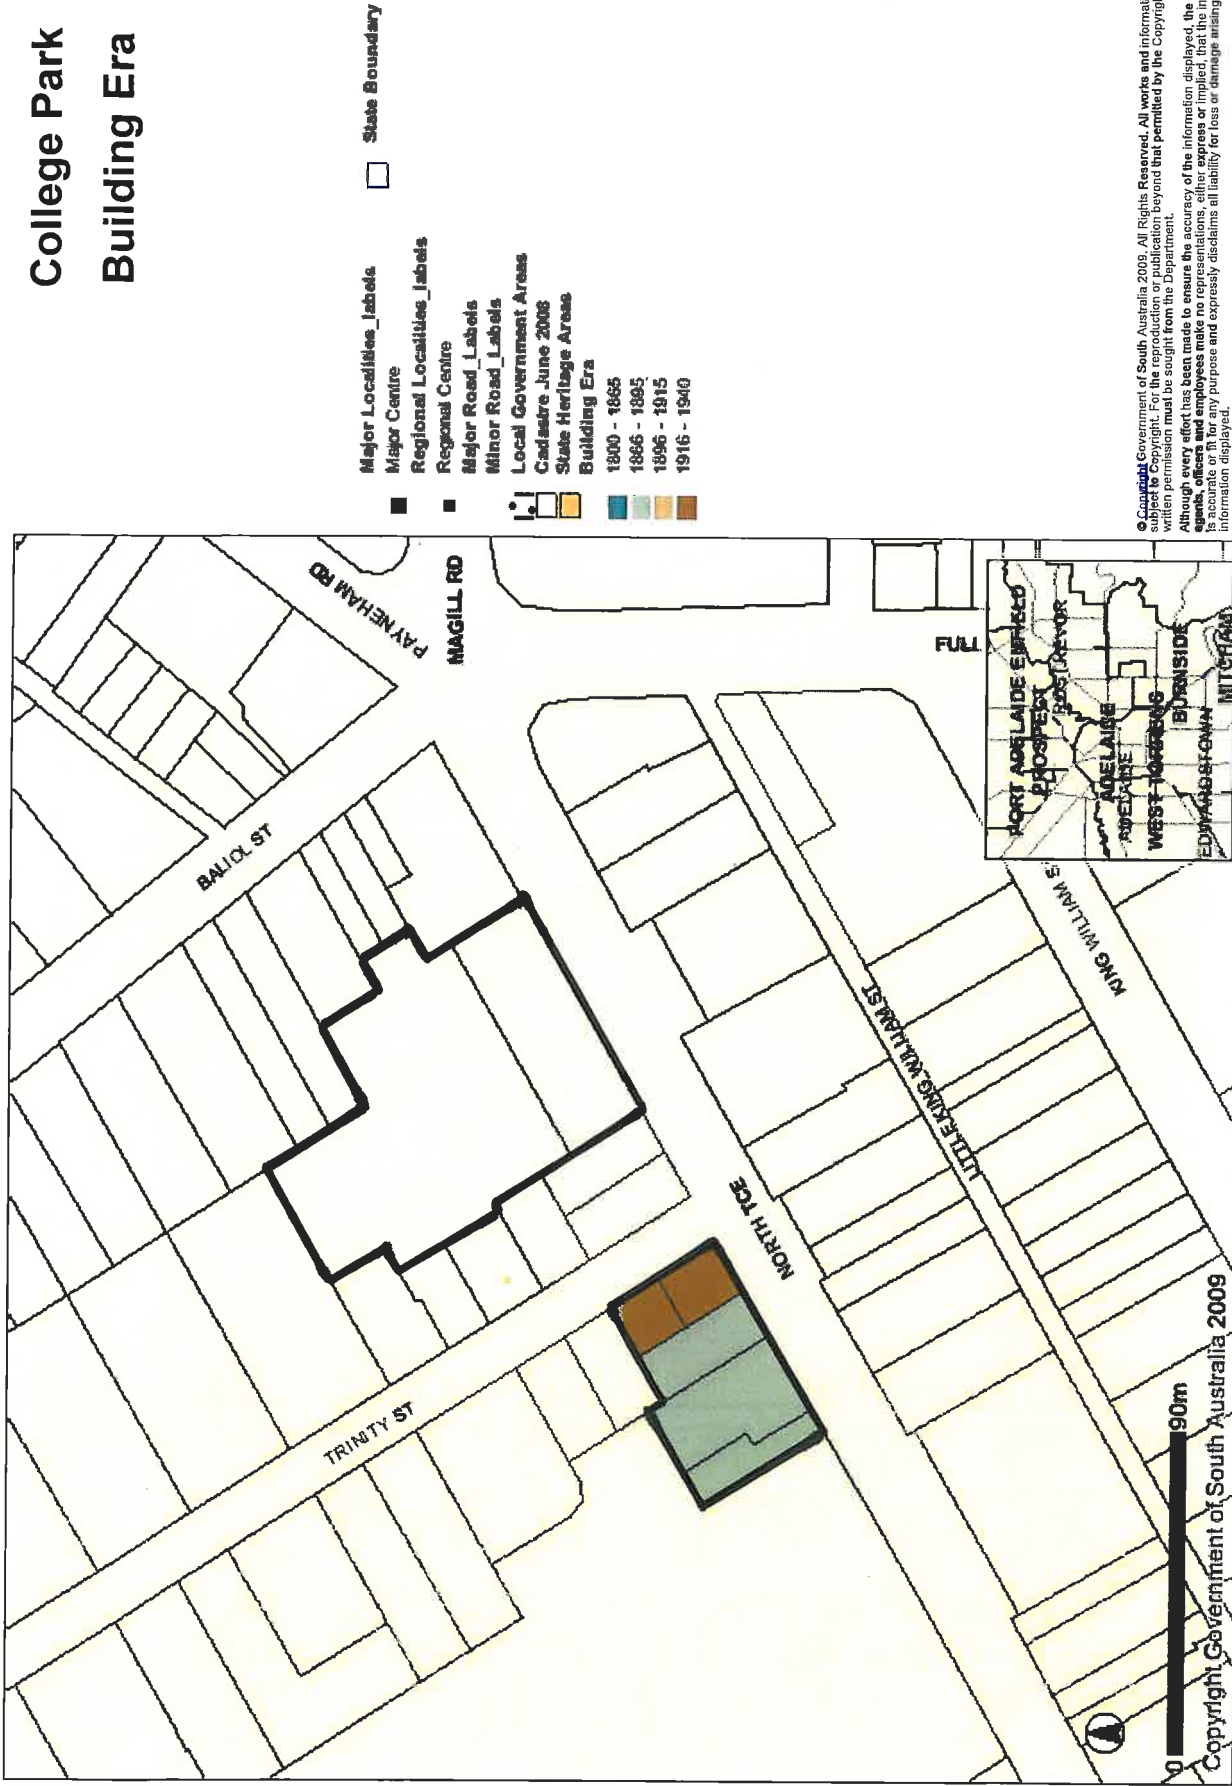 College Park
Building Era
Major Localities_labels
Major Centre
Regional Localities_labels
Regional Centre
Major Road_Labels
Minor Road_Labels
Local Government Areas
Cadastre June 2008
State Heritage Areas
Building Era
1800 - 1865
1866 - 1895
1896 - 1915
1916 - 1940
State Boundary
© Copyright Government of South Australia 2009. All Rights Reserved. All works and informati
subject to Copyright. For the reproduction or publication beyond that permitted by the Copyrigh
written permission must be sought from the Department.
Although every effort has been made to ensure the accuracy of the information displayed, the
agents, officers and employees make no representations, either express or implied, that the in
is accurate or fit for any purpose and expressly disclaims all liability for loss or damage arising
information displayed.
PAYNEHAM RD
MAGILL RD
BALIOL ST
FULL
TRINITY ST
NORTH TCE
LITTLE KING WILLIAM ST
KING WILLIAM S
PORT ADELAIDE ENFIELD
PROSPECT
ROSTREVOR
ADELAIDE
ADELAIDE
WEST TORRENS
BURNSIDE
EDWARDSTOWN
MITCHAM
0 90m
Copyright Government of South Australia 2009